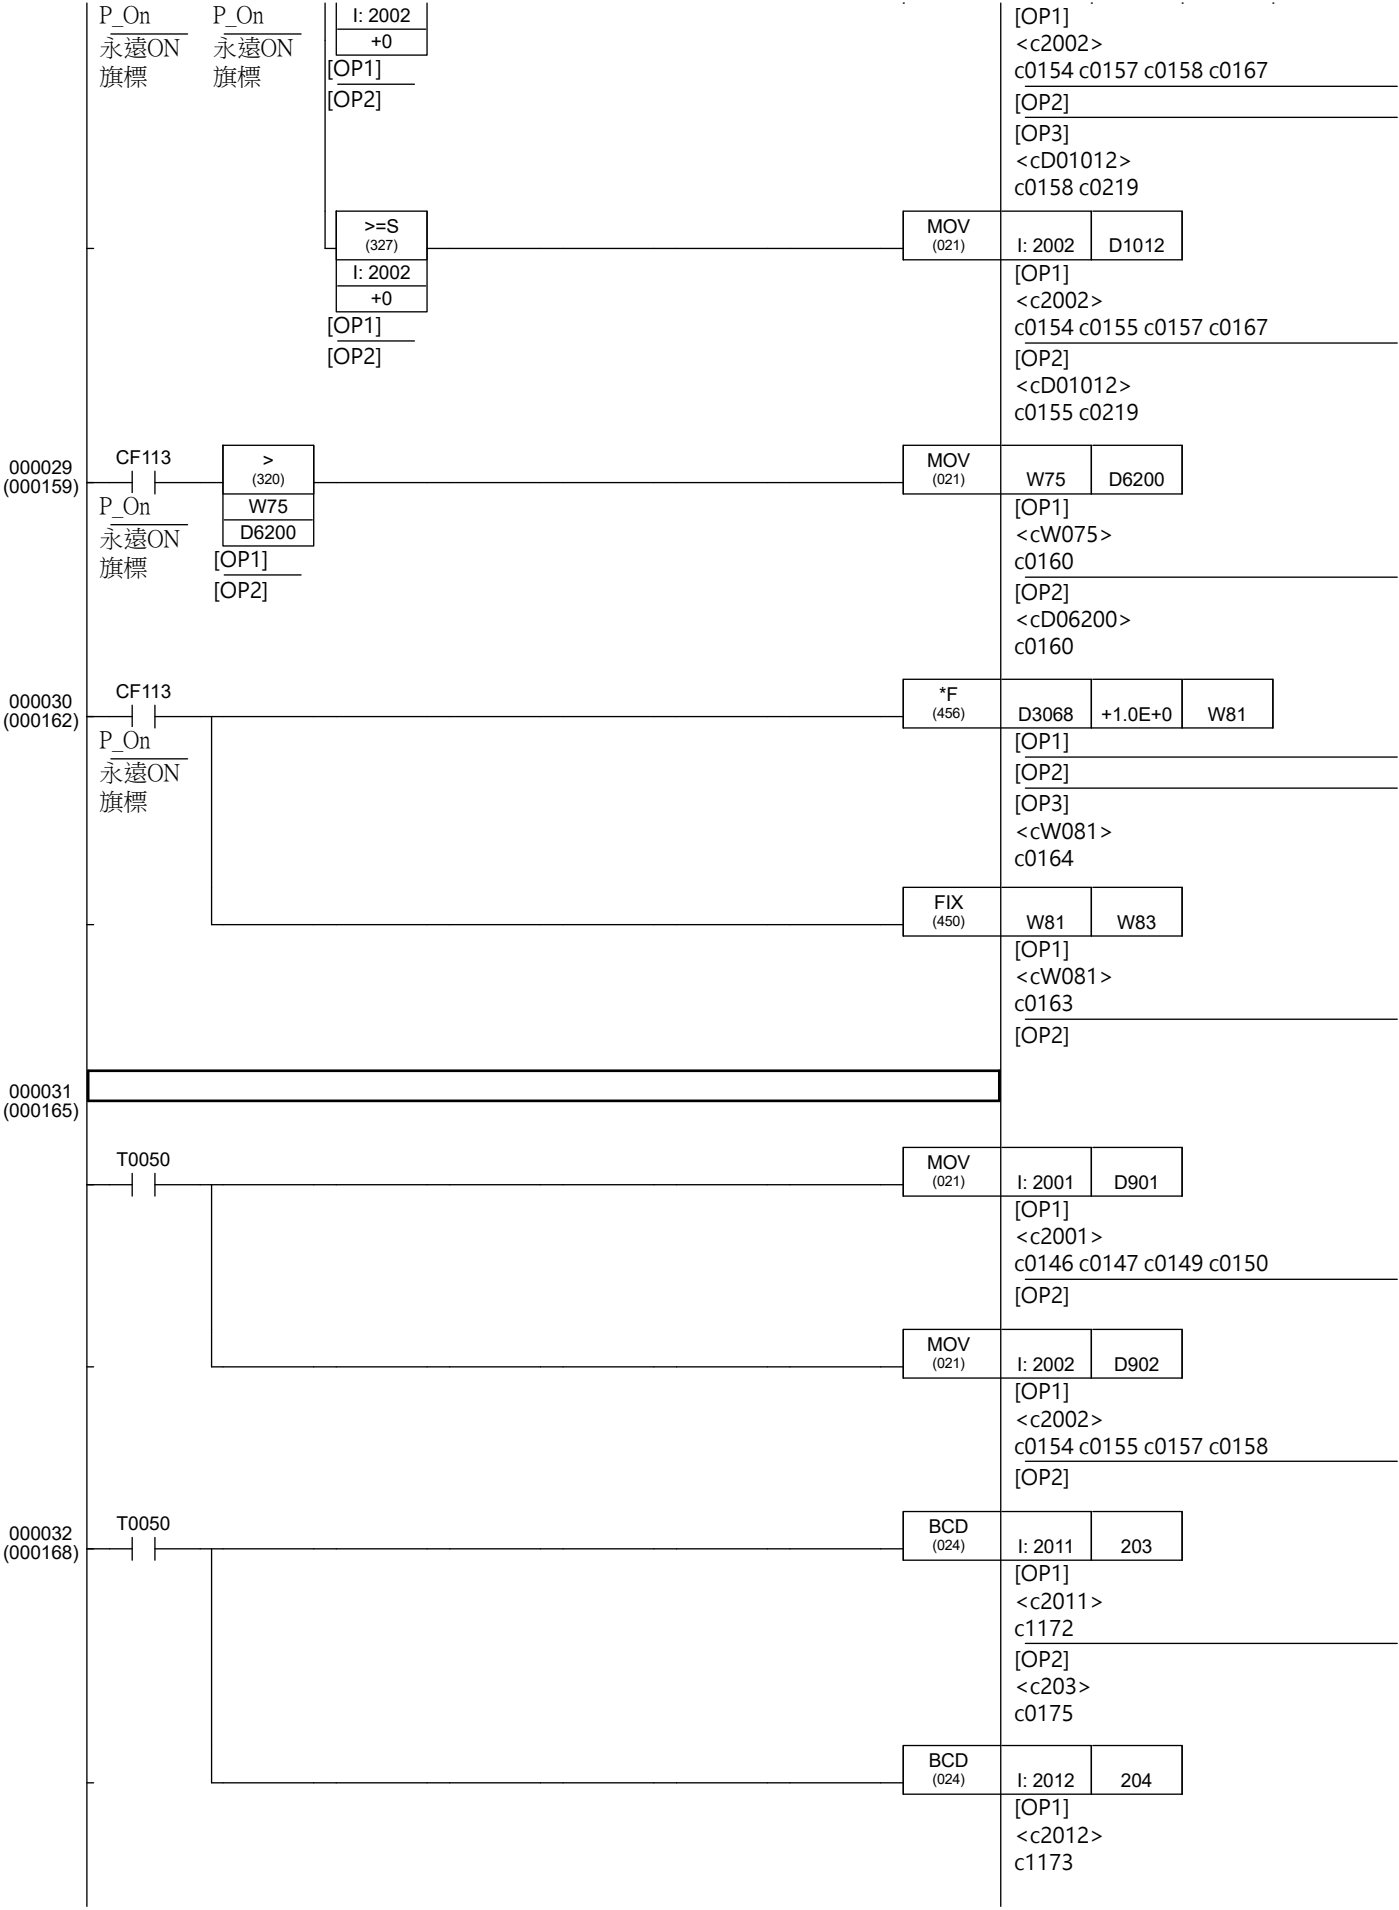 P_On
永遠ON
旗標
P_On
永遠ON
旗標
I: 2002
+0
[OP1]
[OP2]
[OP1]
<c2002>
c0154 c0157 c0158 c0167
[OP2]
[OP3]
<cD01012>
c0158 c0219
>=S
(327)
I: 2002
+0
[OP1]
[OP2]
MOV
(021)
I: 2002
D1012
[OP1]
<c2002>
c0154 c0155 c0157 c0167
[OP2]
<cD01012>
c0155 c0219
000029
(000159)
CF113
P_On
永遠ON
旗標
>
(320)
W75
D6200
[OP1]
[OP2]
MOV
(021)
W75
D6200
[OP1]
<cW075>
c0160
[OP2]
<cD06200>
c0160
000030
(000162)
CF113
P_On
永遠ON
旗標
*F
(456)
D3068
+1.0E+0
W81
[OP1]
[OP2]
[OP3]
<cW081>
c0164
FIX
(450)
W81
W83
[OP1]
<cW081>
c0163
[OP2]
000031
(000165)
T0050
MOV
(021)
I: 2001
D901
[OP1]
<c2001>
c0146 c0147 c0149 c0150
[OP2]
MOV
(021)
I: 2002
D902
[OP1]
<c2002>
c0154 c0155 c0157 c0158
[OP2]
000032
(000168)
T0050
BCD
(024)
I: 2011
203
[OP1]
<c2011>
c1172
[OP2]
<c203>
c0175
BCD
(024)
I: 2012
204
[OP1]
<c2012>
c1173